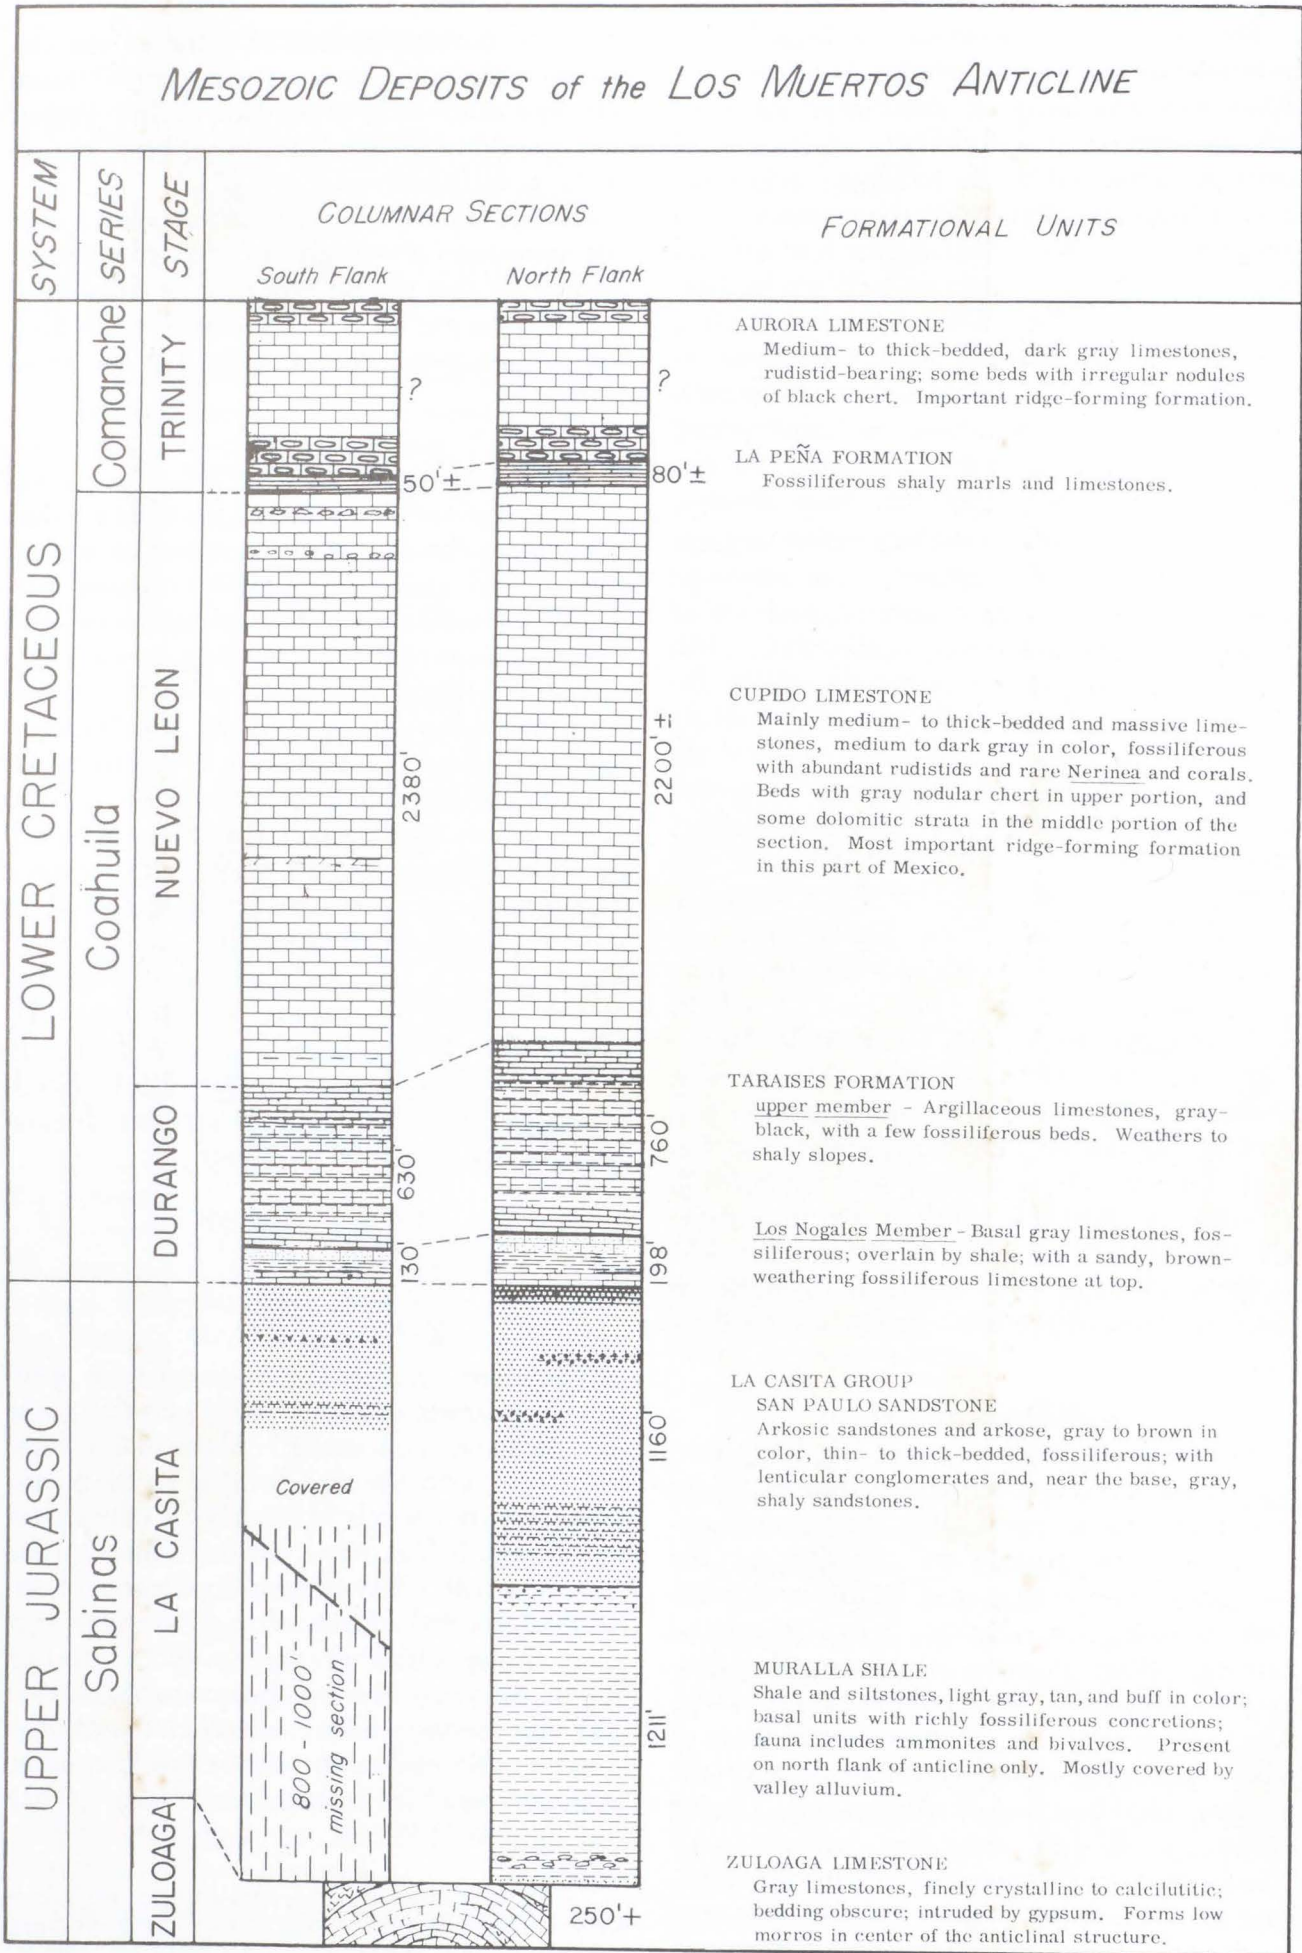 MESOZOIC DEPOSITS of the LOS MUERTOS ANTICLINE
SYSTEM
SERIES
STAGE
COLUMNAR SECTIONS
South Flank
North Flank
FORMATIONAL UNITS
LOWER CRETACEOUS
UPPER JURASSIC
Comanche
Coahuila
Sabinas
TRINITY
NUEVO LEON
DURANGO
LA CASITA
ZULOAGA
?
50'±
2380'
630'
130'
Covered
800-1000'
missing section
?
80'±
2200'±
760'
198'
1160'
1211'
250'+
AURORA LIMESTONE
Medium- to thick-bedded, dark gray limestones,
rudistid-bearing; some beds with irregular nodules
of black chert. Important ridge-forming formation.
LA PEÑA FORMATION
Fossiliferous shaly marls and limestones.
CUPIDO LIMESTONE
Mainly medium- to thick-bedded and massive lime-
stones, medium to dark gray in color, fossiliferous
with abundant rudistids and rare Nerinea and corals.
Beds with gray nodular chert in upper portion, and
some dolomitic strata in the middle portion of the
section. Most important ridge-forming formation
in this part of Mexico.
TARAISES FORMATION
upper member - Argillaceous limestones, gray-
black, with a few fossiliferous beds. Weathers to
shaly slopes.
Los Nogales Member - Basal gray limestones, fos-
siliferous; overlain by shale; with a sandy, brown-
weathering fossiliferous limestone at top.
LA CASITA GROUP
SAN PAULO SANDSTONE
Arkosic sandstones and arkose, gray to brown in
color, thin- to thick-bedded, fossiliferous; with
lenticular conglomerates and, near the base, gray,
shaly sandstones.
MURALLA SHALE
Shale and siltstones, light gray, tan, and buff in color;
basal units with richly fossiliferous concretions;
fauna includes ammonites and bivalves. Present
on north flank of anticline only. Mostly covered by
valley alluvium.
ZULOAGA LIMESTONE
Gray limestones, finely crystalline to calcilutitic;
bedding obscure; intruded by gypsum. Forms low
morros in center of the anticlinal structure.